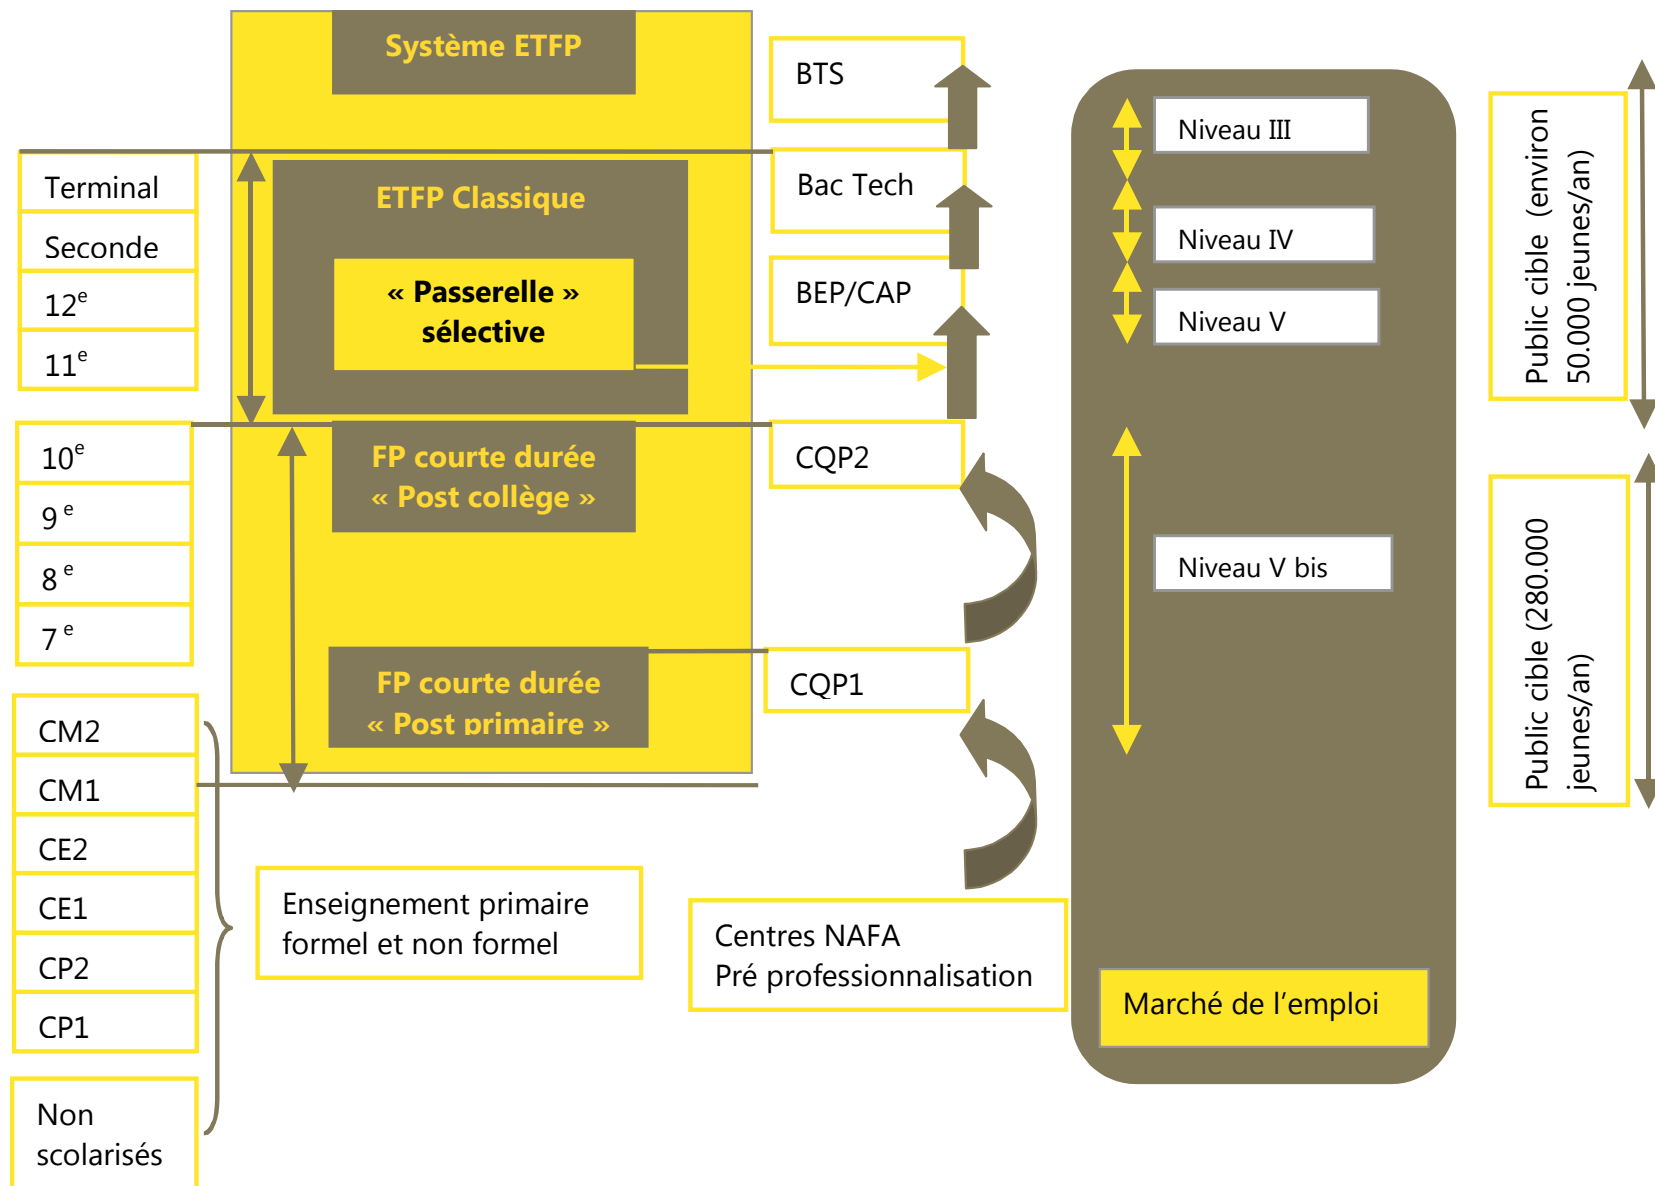 Système ETFP
BTS
Niveau III
Public cible (environ
50.000 jeunes/an)
Terminal
Seconde
12e
11e
ETFP Classique
« Passerelle »
sélective
Bac Tech
Niveau IV
BEP/CAP
Niveau V
10e
9 e
8 e
7 e
FP courte durée
« Post collège »
CQP2
Niveau V bis
Public cible (280.000
jeunes/an)
FP courte durée
« Post primaire »
CQP1
CM2
CM1
CE2
CE1
CP2
CP1
Enseignement primaire
formel et non formel
Centres NAFA
Pré professionnalisation
Marché de l’emploi
Non
scolarisés